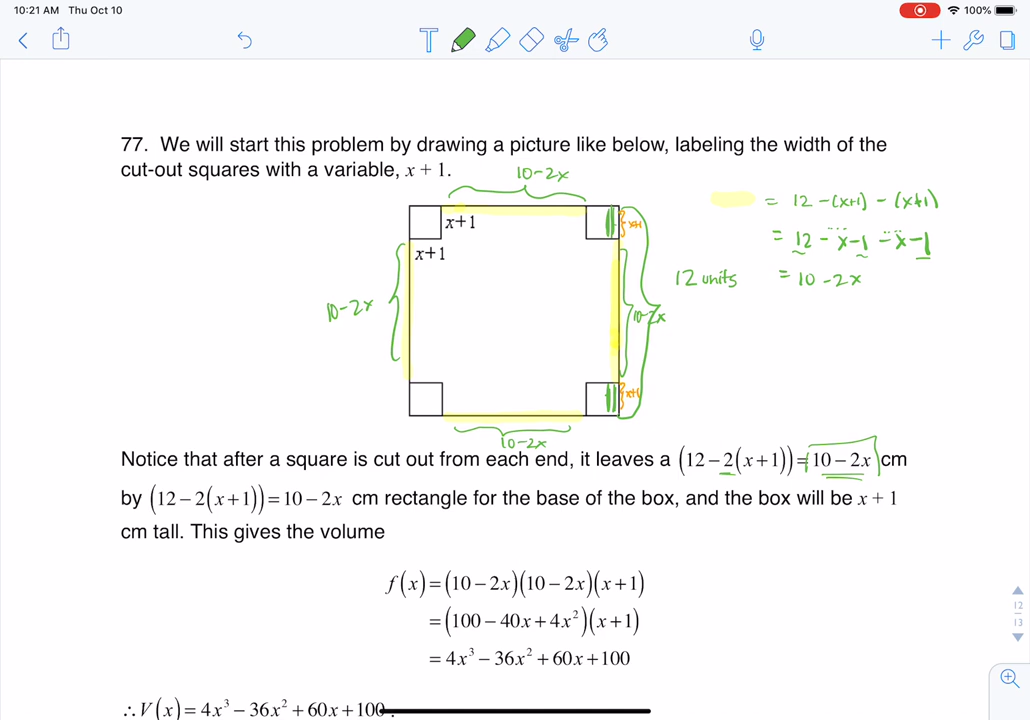 10:21 AM Thu Oct 10
100%
T
77. We will start this problem by drawing a picture like below, labeling the width of the
cut-out squares with a variable, x + 1.
10-2x
x+1
x+1
x+1
10-2x
10-2x
x+1
10-2x
12 units
= 12 -(x+1) - (x+1)
= 12 - x - 1 - x - 1
= 10 - 2x
Notice that after a square is cut out from each end, it leaves a (12 − 2(x+1)) = 10 − 2x cm
by (12 − 2(x+1)) = 10 − 2x cm rectangle for the base of the box, and the box will be x + 1
cm tall. This gives the volume
f(x) = (10 − 2x)(10 − 2x)(x + 1)
= (100 − 40x + 4x²)(x + 1)
= 4x³ − 36x² + 60x + 100
∴ V(x) = 4x³ − 36x² + 60x + 100.
12
13